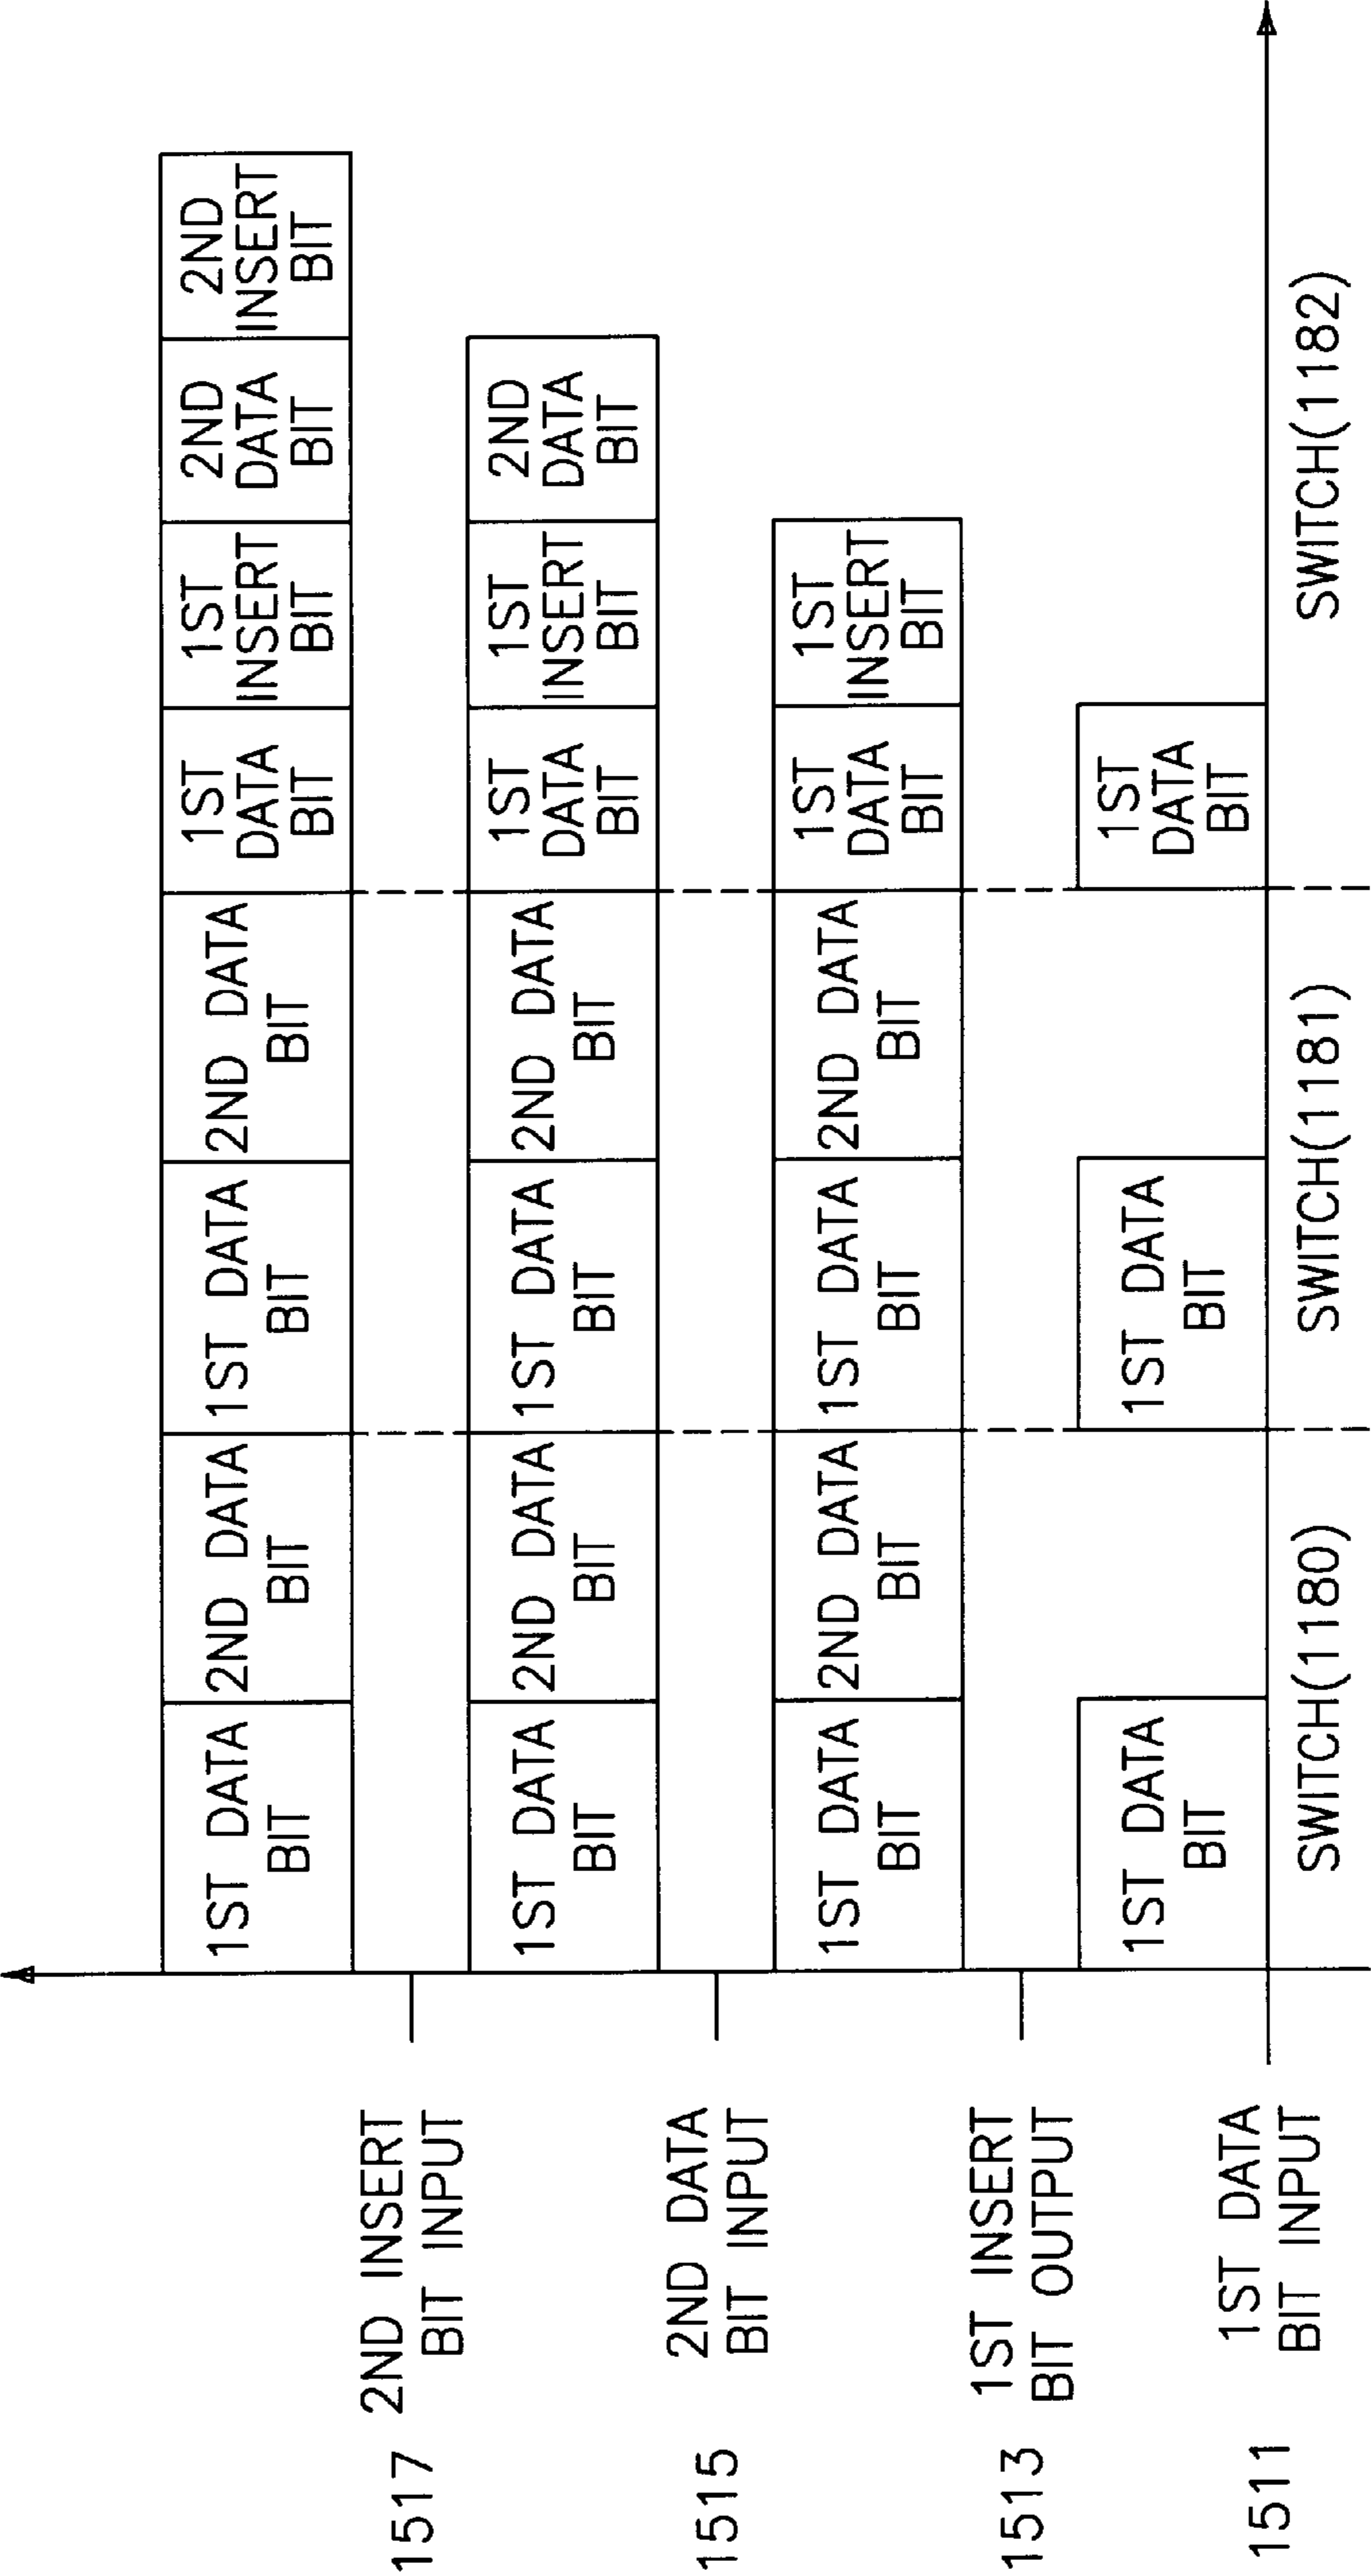 1ST DATA
BIT
2ND DATA
BIT
1ST DATA
BIT
2ND DATA
BIT
1ST
DATA
BIT
1ST
INSERT
BIT
2ND
DATA
BIT
2ND
INSERT
BIT
1517
2ND INSERT
BIT INPUT
1ST DATA
BIT
2ND DATA
BIT
1ST DATA
BIT
2ND DATA
BIT
1ST
DATA
BIT
1ST
INSERT
BIT
2ND
DATA
BIT
1515
2ND DATA
BIT INPUT
1ST DATA
BIT
2ND DATA
BIT
1ST DATA
BIT
2ND DATA
BIT
1ST
DATA
BIT
1ST
INSERT
BIT
1513
1ST INSERT
BIT OUTPUT
1ST DATA
BIT
1ST DATA
BIT
1ST
DATA
BIT
1511
1ST DATA
BIT INPUT
SWITCH(1180)
SWITCH(1181)
SWITCH(1182)